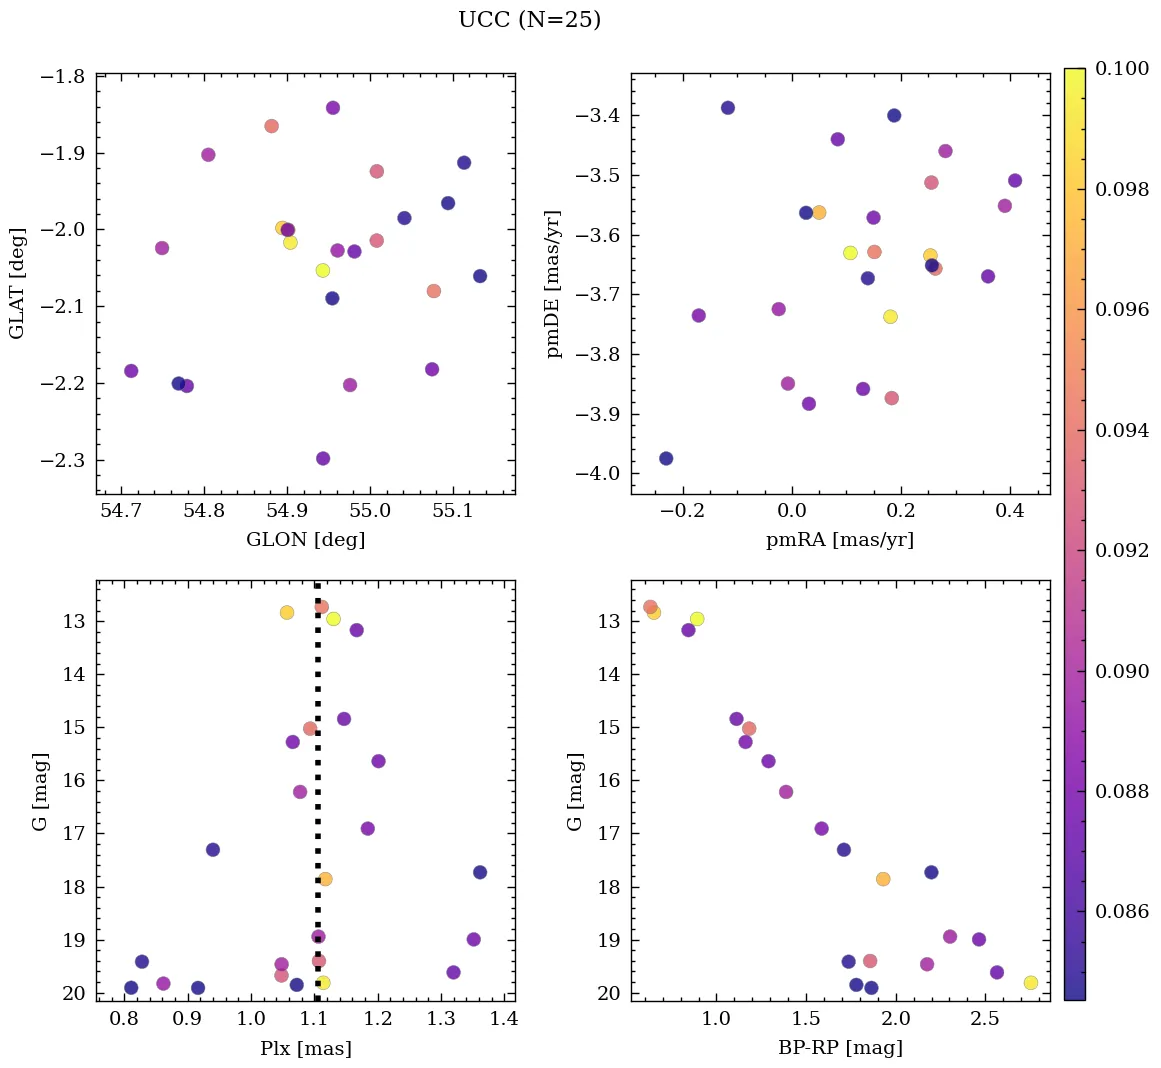 UCC (N=25)
−1.8
−1.9
−2.0
−2.1
−2.2
−2.3
GLAT [deg]
54.7 54.8 54.9 55.0 55.1
GLON [deg]
−3.4
−3.5
−3.6
−3.7
−3.8
−3.9
−4.0
pmDE [mas/yr]
−0.2 0.0 0.2 0.4
pmRA [mas/yr]
13
14
15
16
17
18
19
20
G [mag]
0.8 0.9 1.0 1.1 1.2 1.3 1.4
Plx [mas]
13
14
15
16
17
18
19
20
G [mag]
1.0 1.5 2.0 2.5
BP-RP [mag]
0.100
0.098
0.096
0.094
0.092
0.090
0.088
0.086